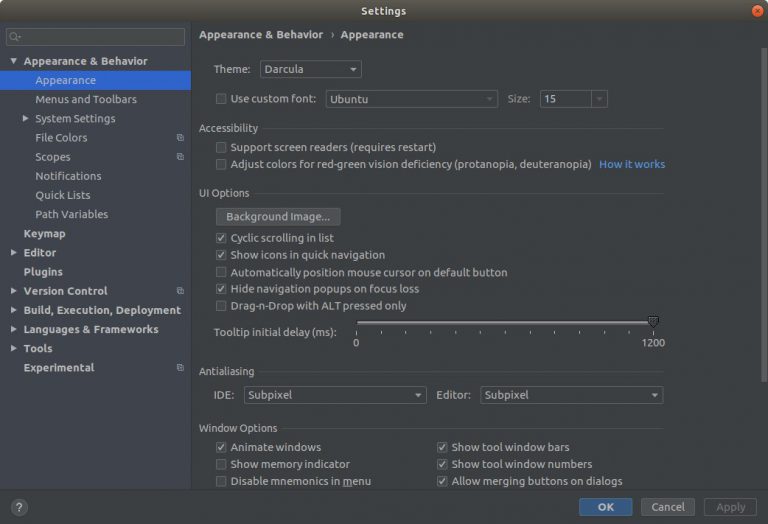 Settings
Appearance & Behavior
Appearance
Menus and Toolbars
System Settings
File Colors
Scopes
Notifications
Quick Lists
Path Variables
Keymap
Editor
Plugins
Version Control
Build, Execution, Deployment
Languages & Frameworks
Tools
Experimental
Appearance & Behavior › Appearance
Theme: Darcula
Use custom font: Ubuntu Size: 15
Accessibility
Support screen readers (requires restart)
Adjust colors for red-green vision deficiency (protanopia, deuteranopia) How it works
UI Options
Background Image...
Cyclic scrolling in list
Show icons in quick navigation
Automatically position mouse cursor on default button
Hide navigation popups on focus loss
Drag-n-Drop with ALT pressed only
Tooltip initial delay (ms):
0 1200
Antialiasing
IDE: Subpixel Editor: Subpixel
Window Options
Animate windows Show tool window bars
Show memory indicator Show tool window numbers
Disable mnemonics in menu Allow merging buttons on dialogs
? OK Cancel Apply